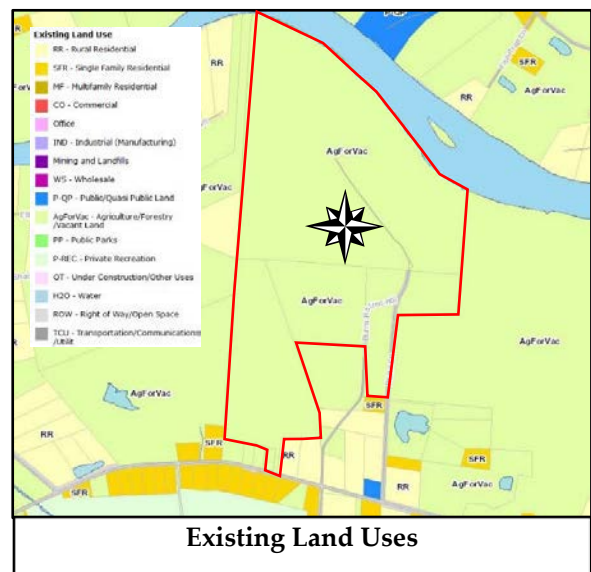 Existing Land Use
RR - Rural Residential
SFR - Single Family Residential
MF - Multifamily Residential
CO - Commercial
Office
IND - Industrial (Manufacturing)
Mining and Landfills
WS - Wholesale
P-QP - Public/Quasi Public Land
AgForVac - Agriculture/Forestry
/Vacant Land
PP - Public Parks
P-REC - Private Recreation
OT - Under Construction/Other Uses
H2O - Water
ROW - Right of Way/Open Space
TCU - Transportation/Communications
/Utilit
P-QP
SFR
RR
RR
AgForVac
AgForVac
AgForVac
AgForVac
AgForVac
AgForVac
SFR
RR
SFR
RR
SFR
SFR
RR
AgForVac
Existing Land Uses